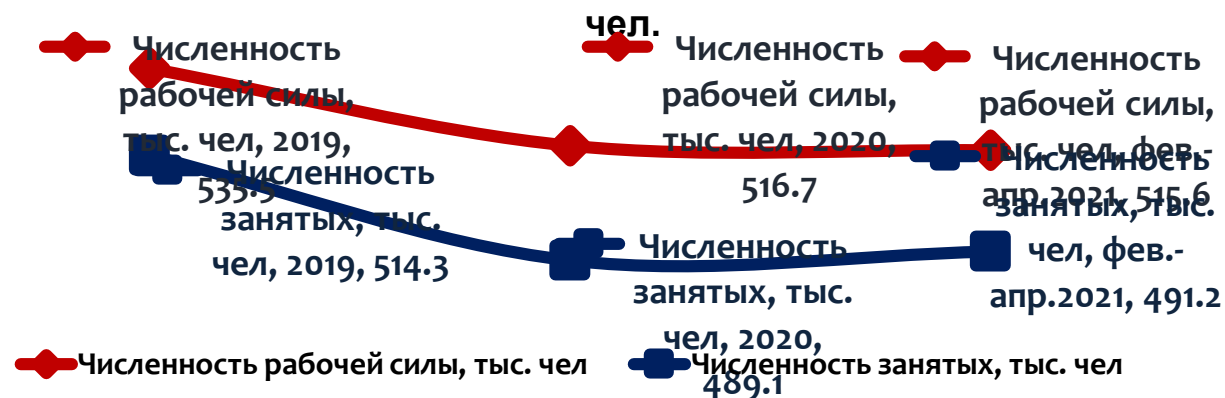 чел.
Численность
рабочей силы,
тыс. чел, 2019,
535.5
Численность
рабочей силы,
тыс. чел, 2020,
516.7
Численность
рабочей силы,
тыс. чел, фев.-
апр.2021, 515.6
Численность
занятых, тыс.
чел, 2019, 514.3
Численность
занятых, тыс.
чел, 2020,
489.1
Численность
занятых, тыс.
чел, фев.-
апр.2021, 491.2
Численность рабочей силы, тыс. чел
Численность занятых, тыс. чел